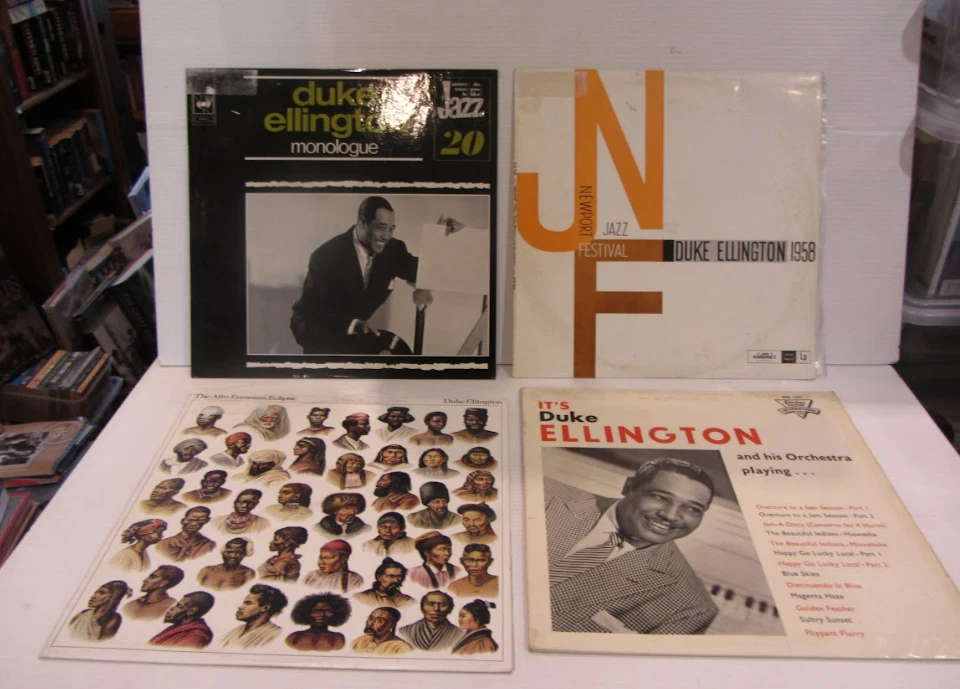 duke
ellington
monologue
Jazz
20
JNF
NEWPORT
JAZZ
FESTIVAL
DUKE ELLINGTON 1958
Lp
The Afro Eurasian Eclipse
Duke Ellington
IT'S
Duke
ELLINGTON
and his Orchestra
playing ...
Overture to a Jam Session - Part 1
Overture to a Jam Session - Part 2
Jam-A-Ditty (Concerto for 4 Horns)
The Beautiful Indians - Hiawatha
The Beautiful Indians - Minnehaha
Happy Go Lucky Local - Part 1
Happy Go Lucky Local - Part 2
Blue Skies
Diminuendo in Blue
Magenta Haze
Golden Feather
Sultry Sunset
Flippant Flurry